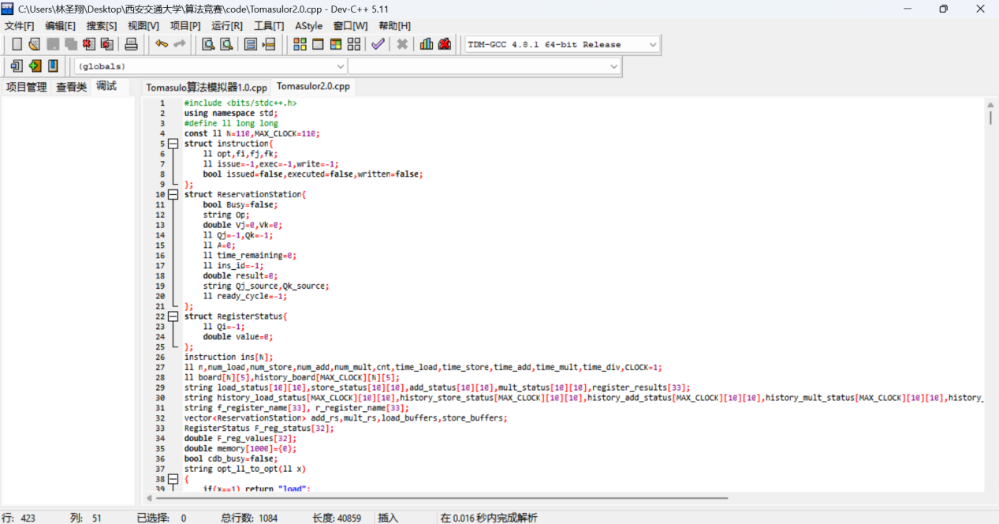 C:\Users\林圣翔\Desktop\西安交通大学\算法竞赛\code\Tomasulor2.0.cpp - Dev-C++ 5.11
文件[F] 编辑[E] 搜索[S] 视图[V] 项目[P] 运行[R] 工具[T] AStyle 窗口[W] 帮助[H]
TDM-GCC 4.8.1 64-bit Release
(globals)
项目管理 查看类 调试 Tomasulo算法模拟器1.0.cpp Tomasulor2.0.cpp
1 #include <bits/stdc++.h>
2 using namespace std;
3 #define ll long long
4 const ll N=110,MAX_CLOCK=110;
5 struct instruction{
6 ll opt,fi,fj,fk;
7 ll issue=-1,exec=-1,write=-1;
8 bool issued=false,executed=false,written=false;
9 };
10 struct ReservationStation{
11 bool Busy=false;
12 string Op;
13 double Vj=0,Vk=0;
14 ll Qj=-1,Qk=-1;
15 ll A=0;
16 ll time_remaining=0;
17 ll ins_id=-1;
18 double result=0;
19 string Qj_source,Qk_source;
20 ll ready_cycle=-1;
21 };
22 struct RegisterStatus{
23 ll Qi=-1;
24 double value=0;
25 };
26 instruction ins[N];
27 ll n,num_load,num_store,num_add,num_mult,cnt,time_load,time_store,time_add,time_mult,time_div,CLOCK=1;
28 ll board[N][5],history_board[MAX_CLOCK][N][5];
29 string load_status[10][10],store_status[10][10],add_status[10][10],mult_status[10][10],register_results[33];
30 string history_load_status[MAX_CLOCK][10][10],history_store_status[MAX_CLOCK][10][10],history_add_status[MAX_CLOCK][10][10],history_mult_status[MAX_CLOCK][10][10],history_
31 string f_register_name[33], r_register_name[33];
32 vector<ReservationStation> add_rs,mult_rs,load_buffers,store_buffers;
33 RegisterStatus F_reg_status[32];
34 double F_reg_values[32];
35 double memory[1000]={0};
36 bool cdb_busy=false;
37 string opt_ll_to_opt(ll x)
38 {
39 if(x==1) return "load";
行: 423 列: 51 已选择: 0 总行数: 1084 长度: 40859 插入 在 0.016 秒内完成解析